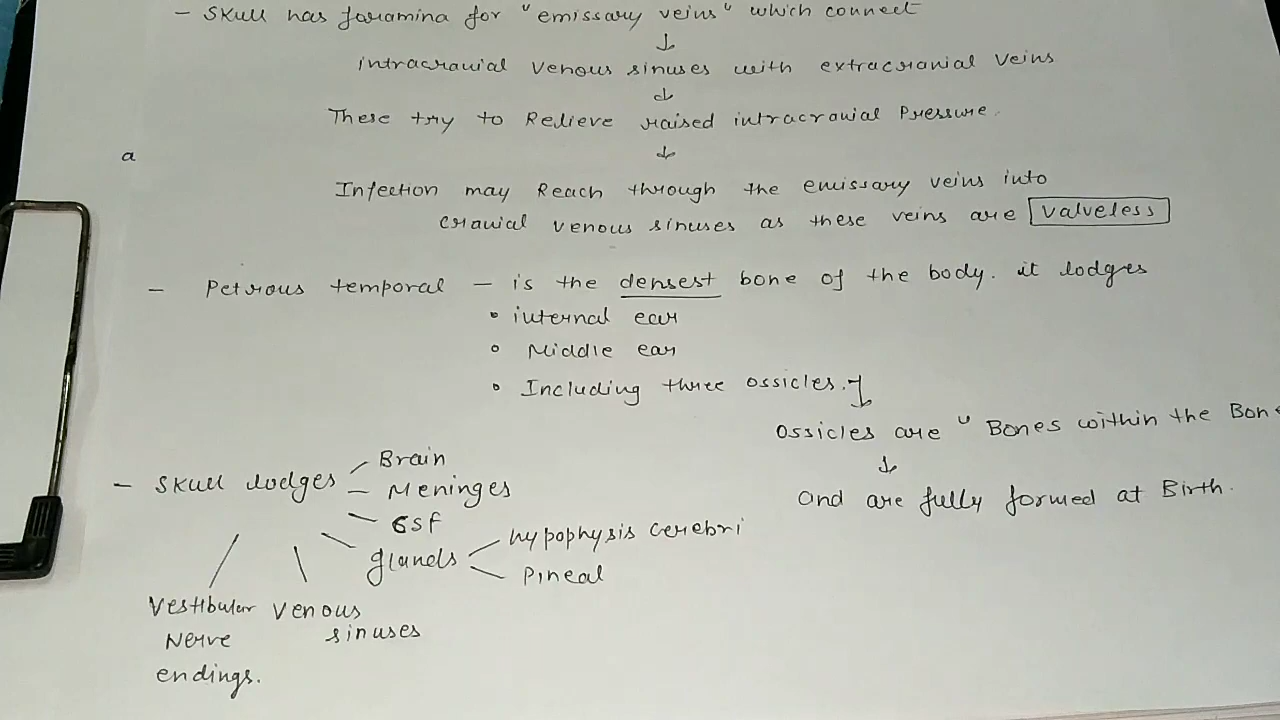 - Skull has foramina for "emissary veins" which connect
↓
intracranial venous sinuses with extracranial veins
↓
These try to Relieve raised intracranial Pressure.
↓
a
Infection may Reach through the emissary veins into
cranial venous sinuses as these veins are valveless
- Petrous temporal - is the densest bone of the body. it lodges
• internal ear
• Middle ear
• Including three ossicles.
Ossicles are " Bones within the Bone
↓
And are fully formed at Birth.
- Skull lodges
Brain
Meninges
CSF
glands
hypophysis cerebri
Pineal
Vestibular Nerve endings.
Venous sinuses